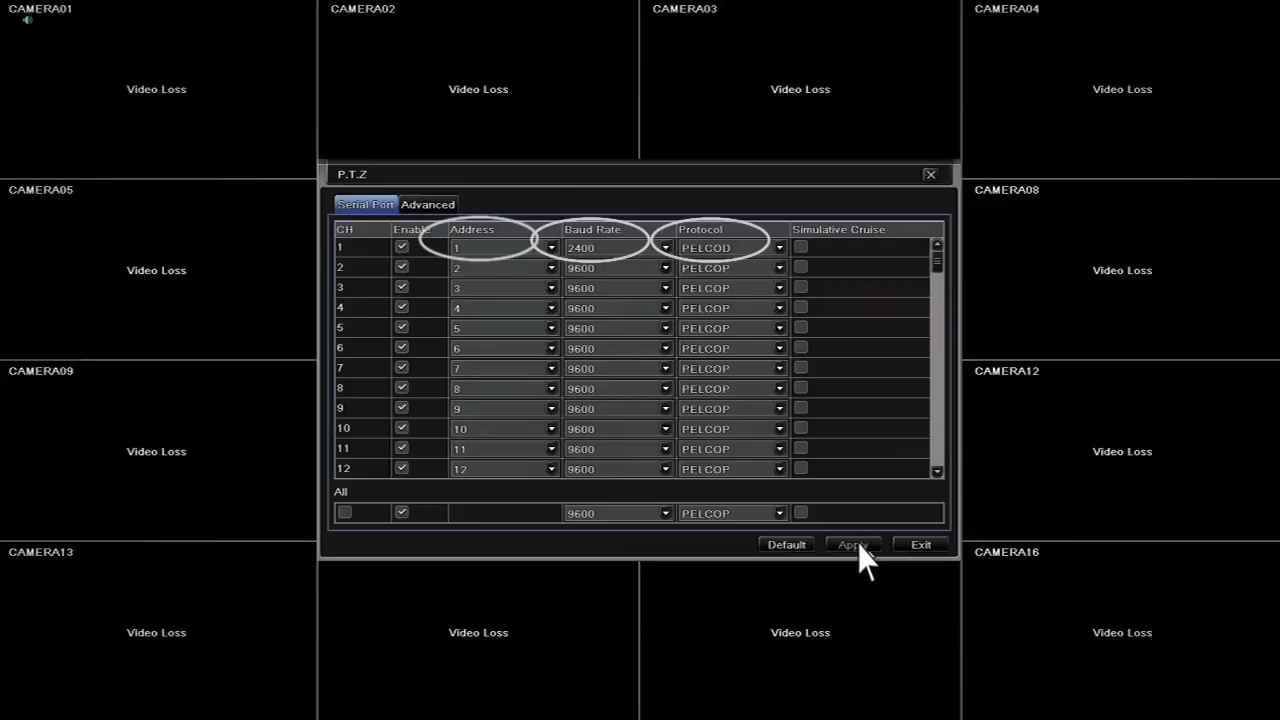 CAMERA01
CAMERA02
CAMERA03
CAMERA04
Video Loss
Video Loss
Video Loss
Video Loss
P.T.Z
CAMERA05
CAMERA08
Serial Port Advanced
CH Enable Address Baud Rate Protocol Simulative Cruise
1 1 2400 PELCOD
2 2 9600 PELCOP
Video Loss
Video Loss
3 3 9600 PELCOP
4 4 9600 PELCOP
5 5 9600 PELCOP
6 6 9600 PELCOP
7 7 9600 PELCOP
CAMERA09
CAMERA12
8 8 9600 PELCOP
9 9 9600 PELCOP
10 10 9600 PELCOP
11 11 9600 PELCOP
Video Loss
Video Loss
12 12 9600 PELCOP
All
9600 PELCOP
Default Apply Exit
CAMERA13
CAMERA16
Video Loss
Video Loss
Video Loss
Video Loss